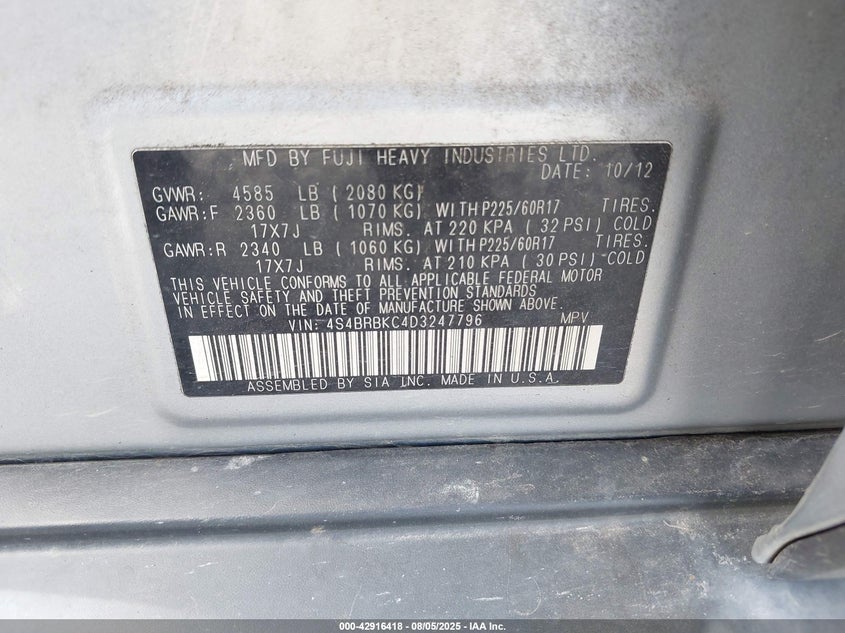 MFD BY FUJI HEAVY INDUSTRIES LTD.
DATE: 10/12
GVWR: 4585 LB ( 2080 KG)
GAWR:F 2360 LB ( 1070 KG) WITH P225/60R17 TIRES.
17X7J RIMS. AT 220 KPA ( 32 PSI) COLD
GAWR:R 2340 LB ( 1060 KG) WITH P225/60R17 TIRES.
17X7J RIMS. AT 210 KPA ( 30 PSI) COLD
THIS VEHICLE CONFORMS TO ALL APPLICABLE FEDERAL MOTOR
VEHICLE SAFETY AND THEFT PREVENTION STANDARDS
IN EFFECT ON THE DATE OF MANUFACTURE SHOWN ABOVE.
VIN: 4S4BRBKC4D3247796 MPV
ASSEMBLED BY SIA INC. MADE IN U.S.A.
000-42916418 - 08/05/2025 - IAA Inc.